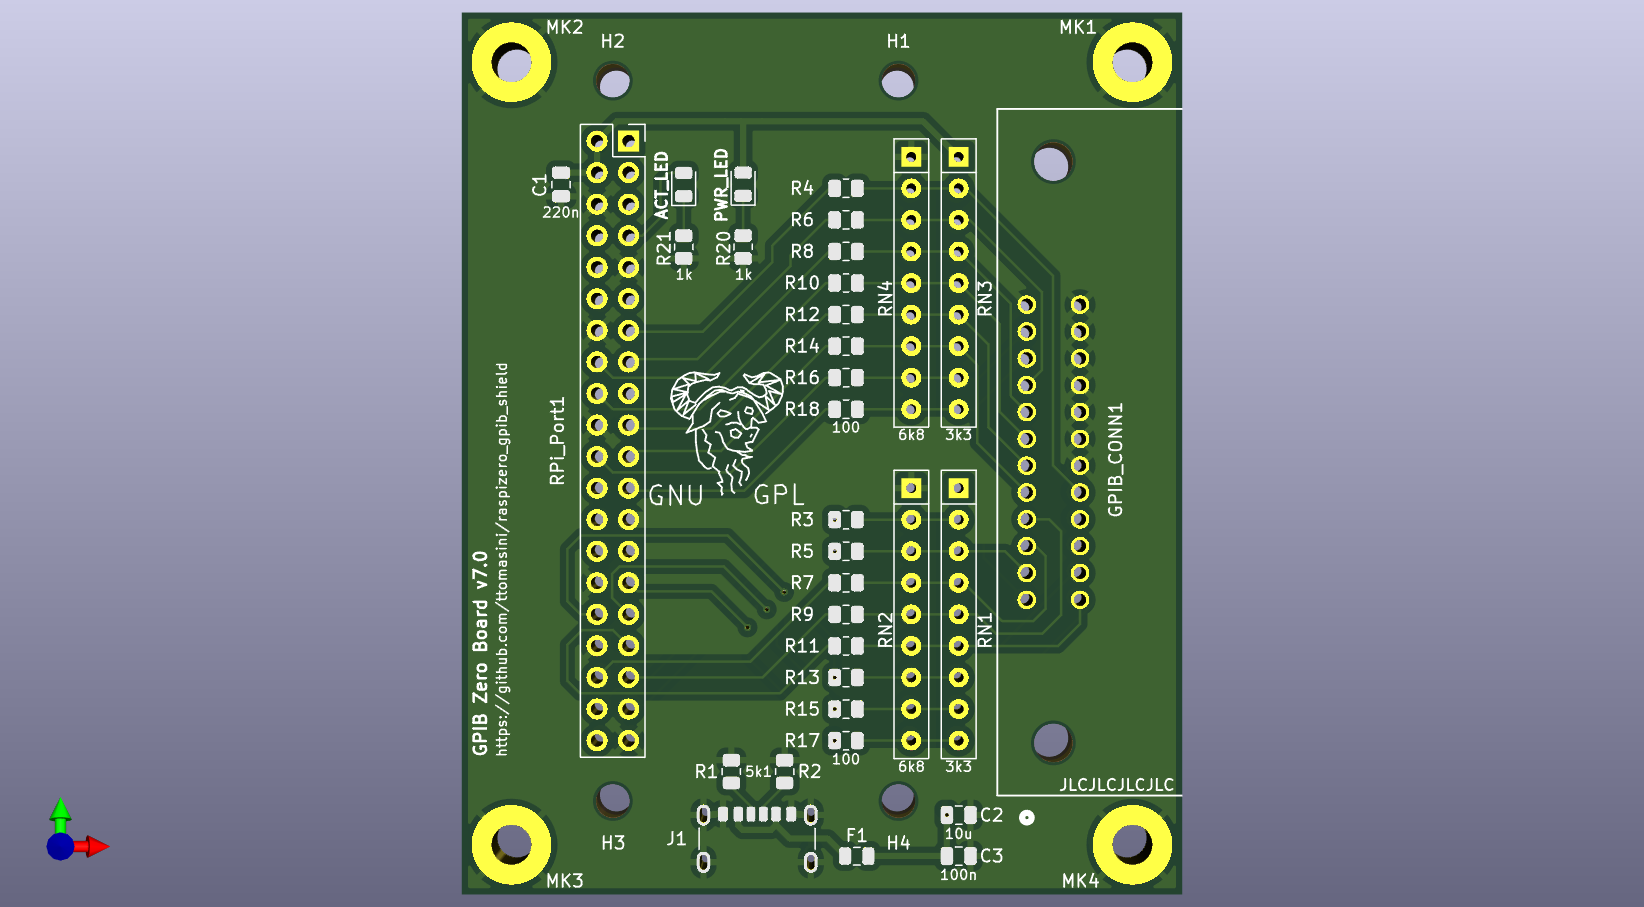 MK2
MK1
H2
H1
C1
220n
ACT_LED
PWR_LED
R21
1k
R20
1k
R4
R6
R8
R10
R12
R14
R16
R18
100
RN4
6k8
RN3
3k3
RPi_Port1
GNU GPL
GPIB_CONN1
GPIB Zero Board v7.0
https://github.com/ttomasini/raspizero_gpib_shield
R3
R5
R7
R9
R11
R13
R15
R17
100
RN2
6k8
RN1
3k3
R1 5k1 R2
JLCJLCJLCJLC
J1
H3
F1
H4
C2
10u
C3
100n
MK3
MK4